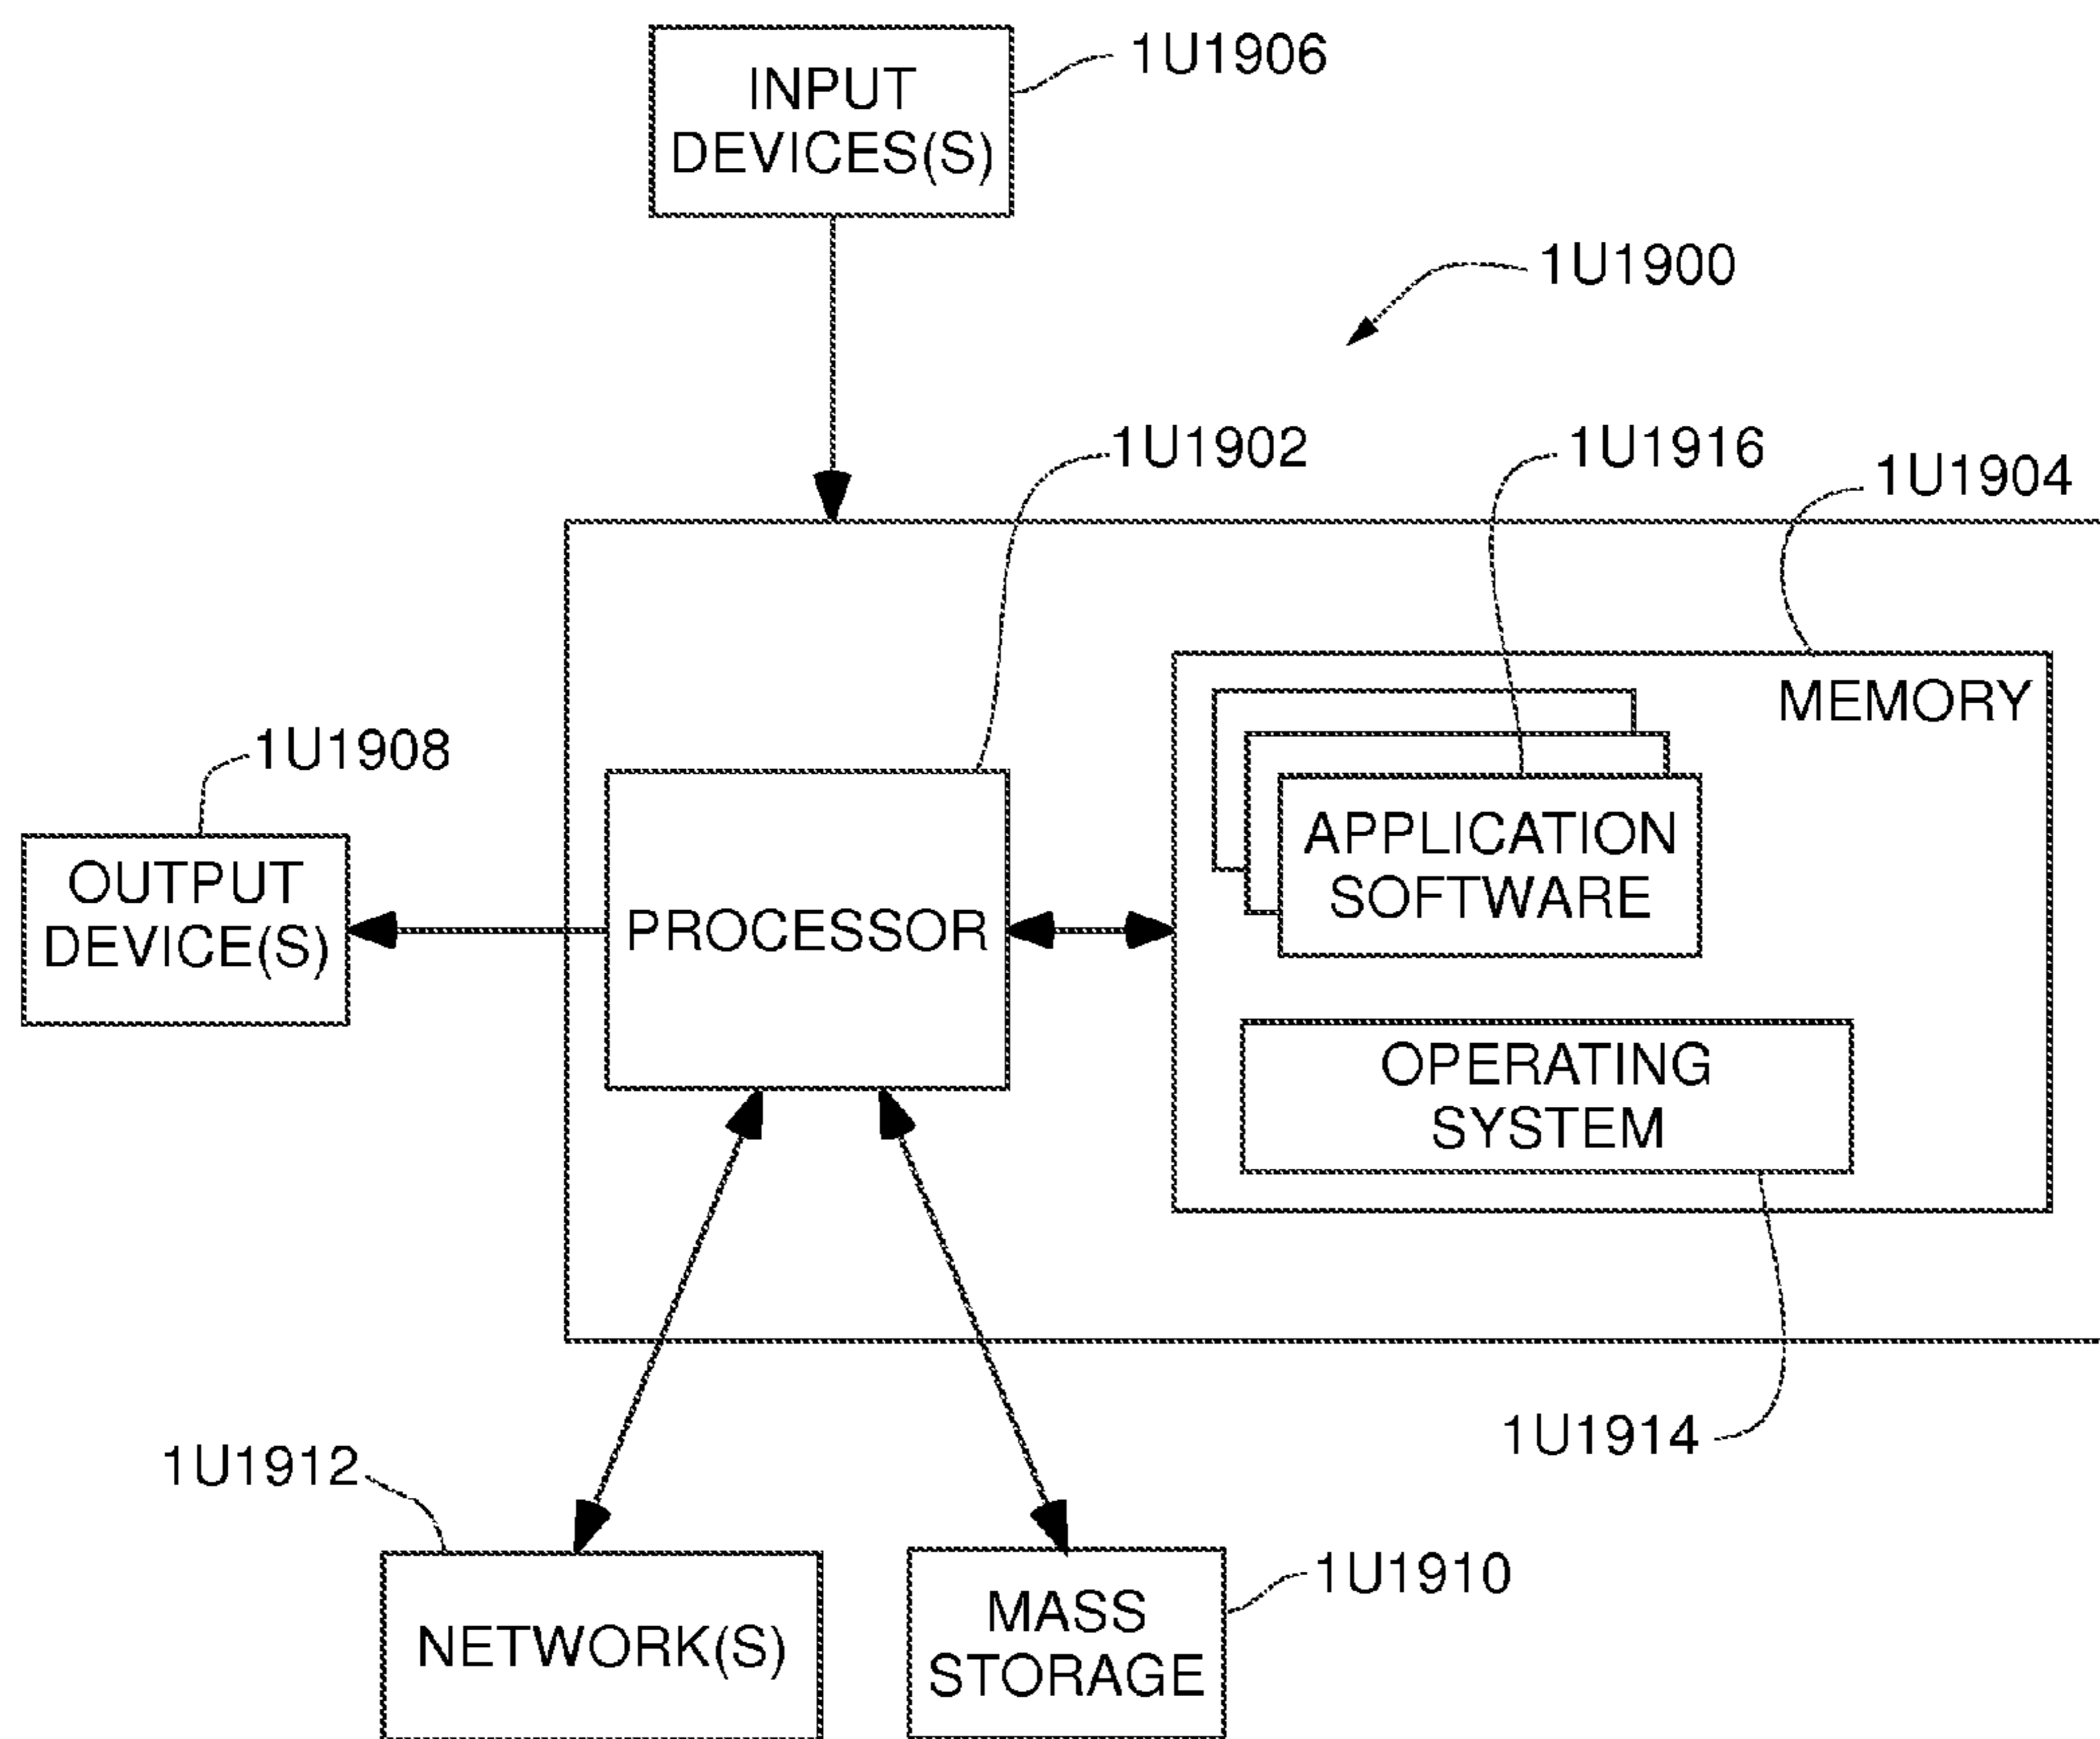 1U1906
INPUT
DEVICES(S)
1U1900
1U1902
1U1916
1U1904
MEMORY
1U1908
APPLICATION
SOFTWARE
OUTPUT
DEVICE(S)
PROCESSOR
OPERATING
SYSTEM
1U1914
1U1912
1U1910
NETWORK(S)
MASS
STORAGE